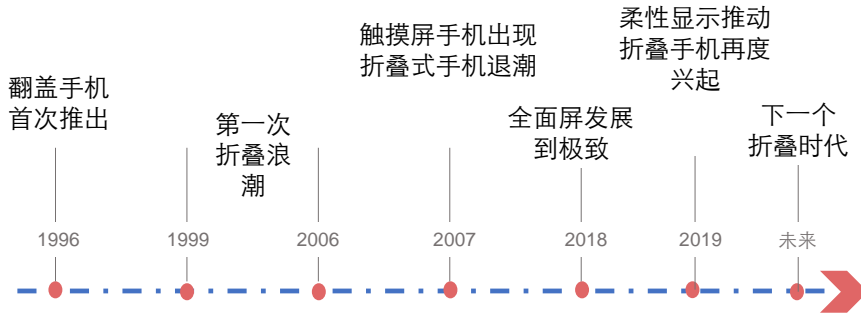 翻盖手机
首次推出
第一次
折叠浪
潮
触摸屏手机出现
折叠式手机退潮
全面屏发展
到极致
柔性显示推动
折叠手机再度
兴起
下一个
折叠时代
1996
1999
2006
2007
2018
2019
未来